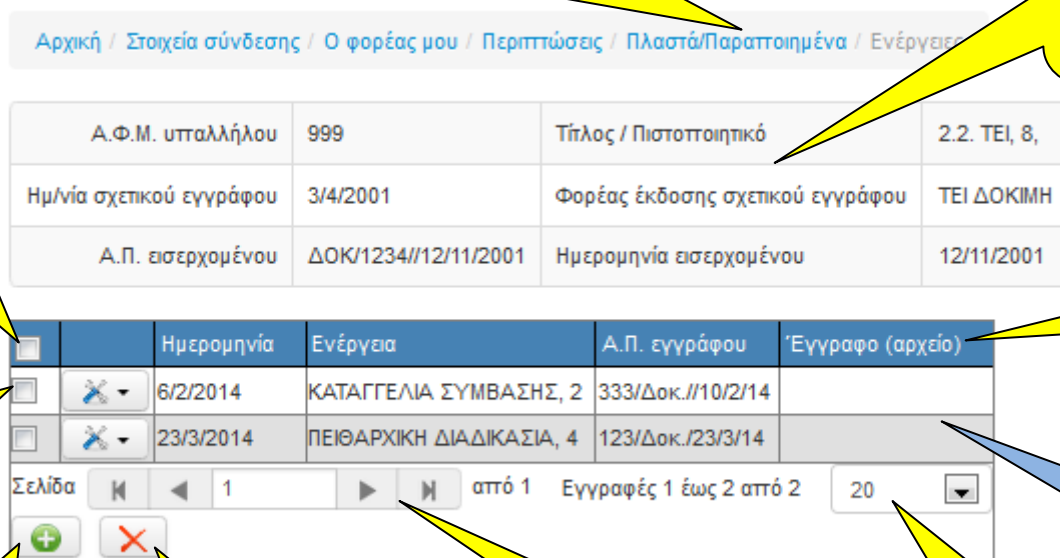 Αρχική / Στοιχεία σύνδεσης / Ο φορέας μου / Περιπτώσεις / Πλαστά/Παραποιημένα / Ενέργειες
Α.Φ.Μ. υπαλλήλου 999 Τίτλος / Πιστοποιητικό 2.2. ΤΕΙ, 8,
Ημ/νία σχετικού εγγράφου 3/4/2001 Φορέας έκδοσης σχετικού εγγράφου ΤΕΙ ΔΟΚΙΜΗ
Α.Π. εισερχομένου ΔΟΚ/1234//12/11/2001 Ημερομηνία εισερχομένου 12/11/2001
Ημερομηνία Ενέργεια Α.Π. εγγράφου Έγγραφο (αρχείο)
6/2/2014 ΚΑΤΑΓΓΕΛΙΑ ΣΥΜΒΑΣΗΣ, 2 333/Δοκ.//10/2/14
23/3/2014 ΠΕΙΘΑΡΧΙΚΗ ΔΙΑΔΙΚΑΣΙΑ, 4 123/Δοκ./23/3/14
Σελίδα 1 από 1 Εγγραφές 1 έως 2 από 2 20